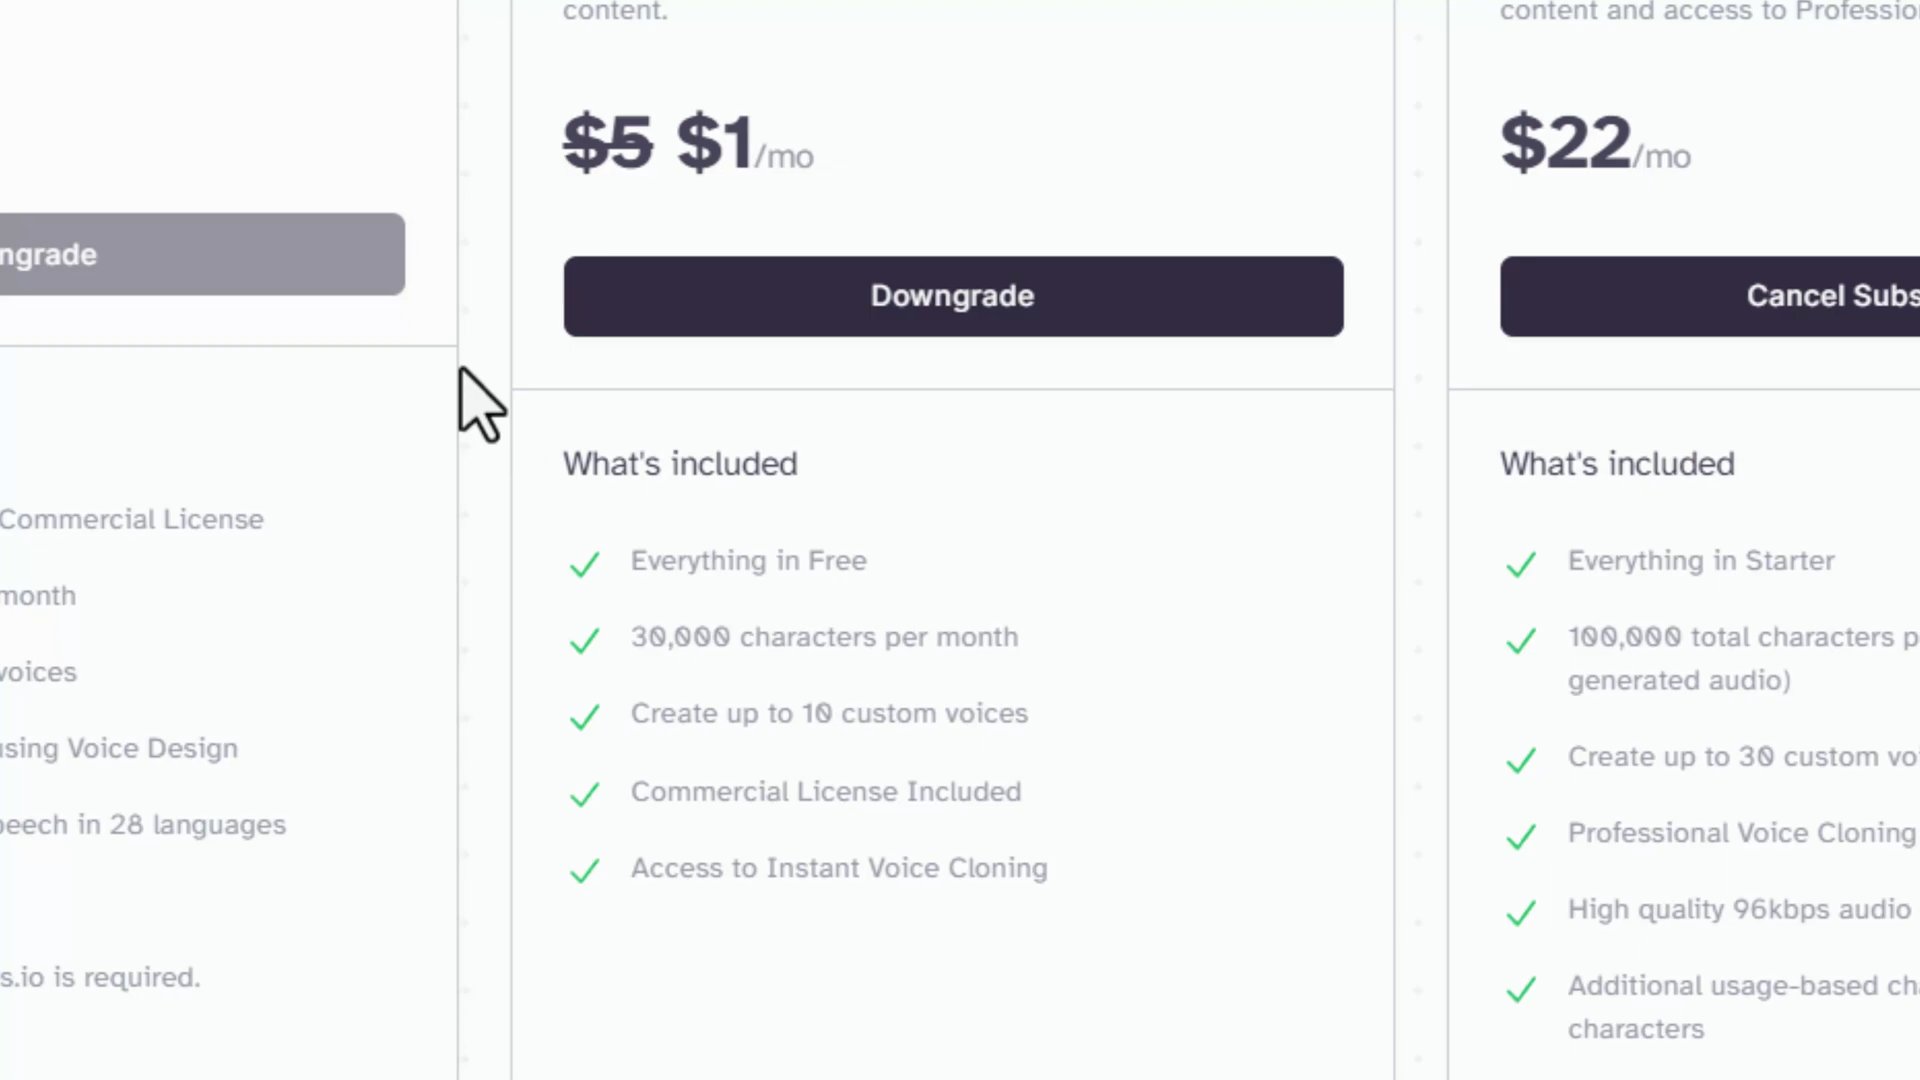 ngrade
Commercial License
month
voices
using Voice Design
peech in 28 languages
s.io is required.
content.
$5 $1/mo
Downgrade
What's included
Everything in Free
30,000 characters per month
Create up to 10 custom voices
Commercial License Included
Access to Instant Voice Cloning
content and access to Professio
$22/mo
Cancel Subs
What's included
Everything in Starter
100,000 total characters p
generated audio)
Create up to 30 custom voi
Professional Voice Cloning
High quality 96kbps audio
Additional usage-based cha
characters